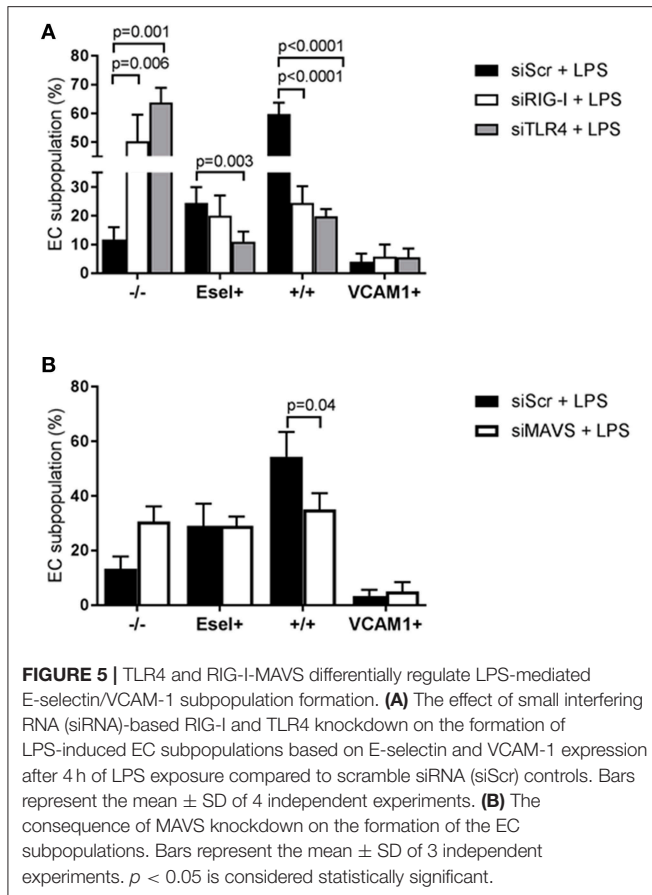 A
p=0.001
p=0.006
p<0.0001
p<0.0001
p=0.003
EC subpopulation (%)
70
60
50
40
30
20
10
0
-/-
Esel+
+/+
VCAM1+
siScr + LPS
siRIG-I + LPS
siTLR4 + LPS
B
p=0.04
EC subpopulation (%)
80
60
40
20
0
-/-
Esel+
+/+
VCAM1+
siScr + LPS
siMAVS + LPS
FIGURE 5 | TLR4 and RIG-I-MAVS differentially regulate LPS-mediated
E-selectin/VCAM-1 subpopulation formation. (A) The effect of small interfering
RNA (siRNA)-based RIG-I and TLR4 knockdown on the formation of
LPS-induced EC subpopulations based on E-selectin and VCAM-1 expression
after 4 h of LPS exposure compared to scramble siRNA (siScr) controls. Bars
represent the mean ± SD of 4 independent experiments. (B) The
consequence of MAVS knockdown on the formation of the EC
subpopulations. Bars represent the mean ± SD of 3 independent
experiments. p < 0.05 is considered statistically significant.